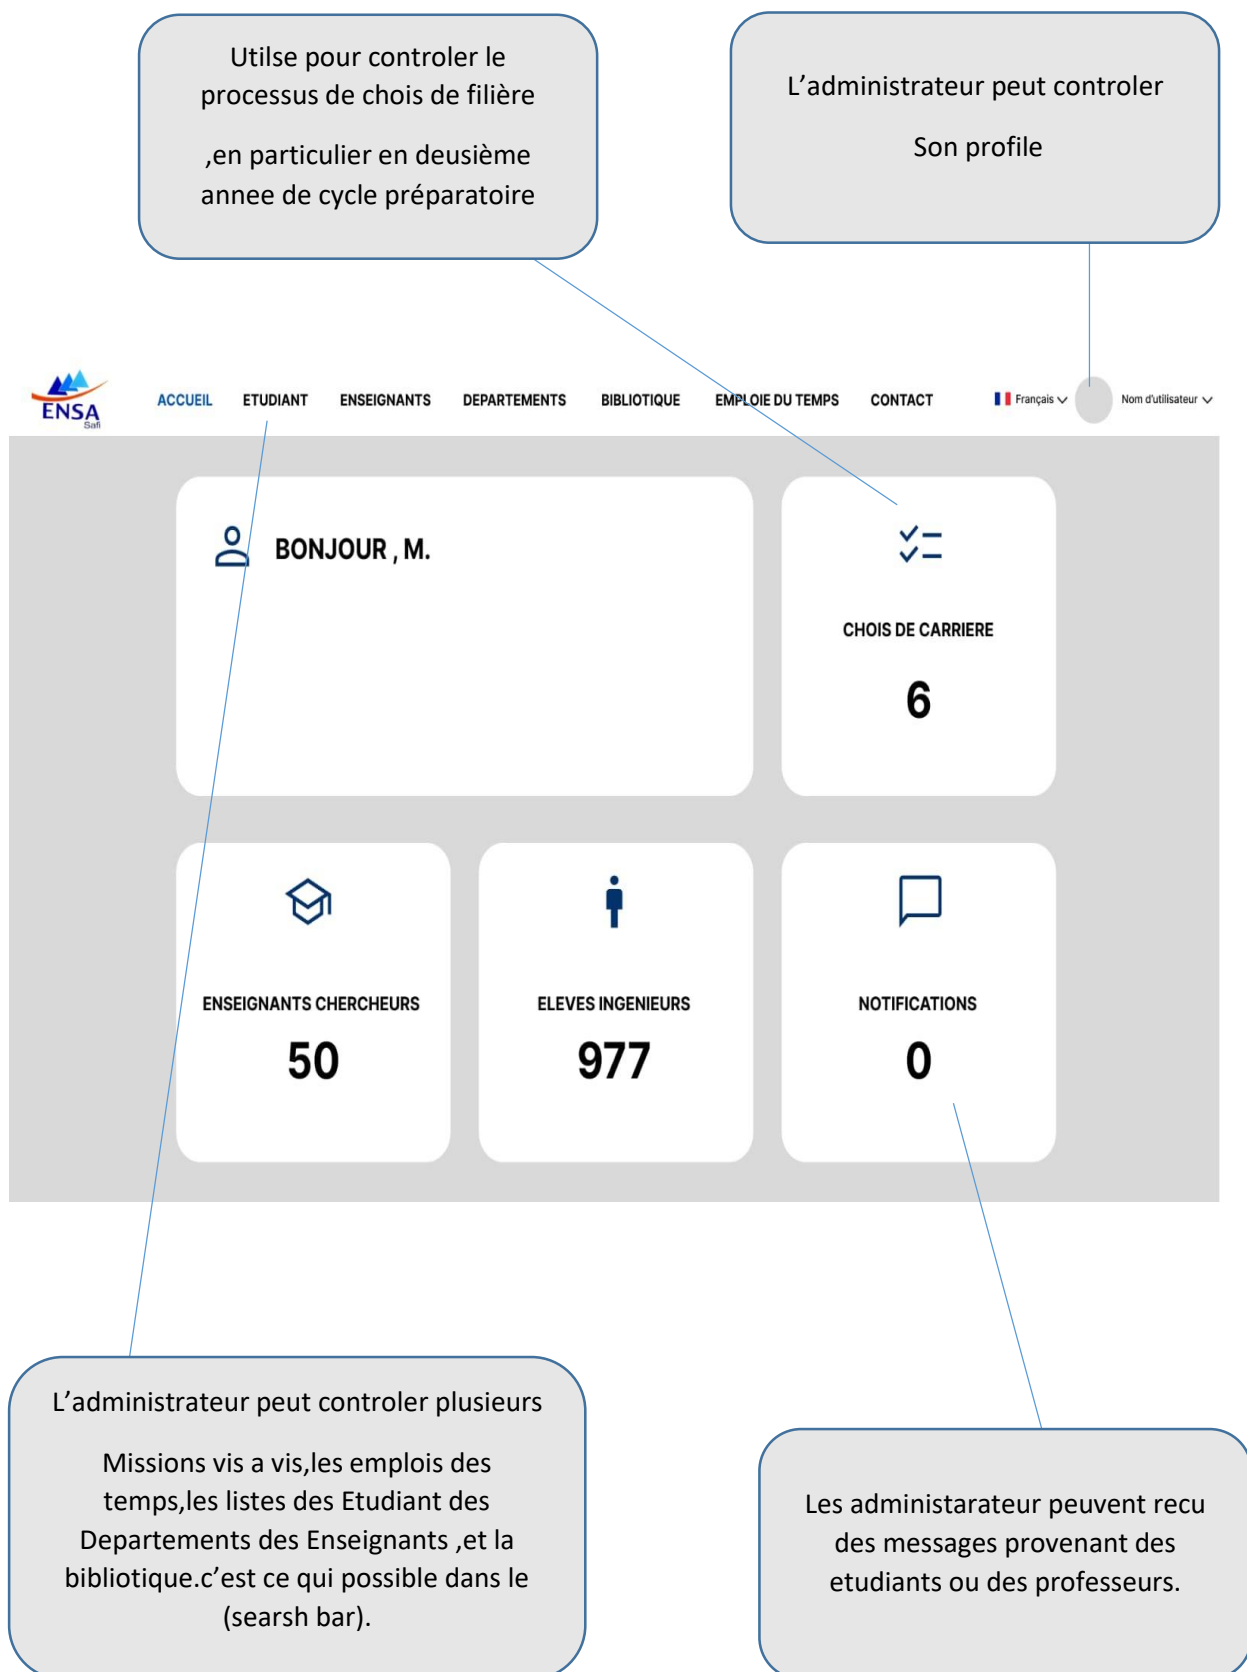 Utilse pour controler le
processus de chois de filière
,en particulier en deusième
annee de cycle préparatoire
L’administrateur peut controler
Son profile
ENSA
Safi
ACCUEIL ETUDIANT ENSEIGNANTS DEPARTEMENTS BIBLIOTIQUE EMPLOIE DU TEMPS CONTACT Français Nom d'utilisateur
BONJOUR , M.
CHOIS DE CARRIERE
6
ENSEIGNANTS CHERCHEURS
50
ELEVES INGENIEURS
977
NOTIFICATIONS
0
L’administrateur peut controler plusieurs
Missions vis a vis,les emplois des
temps,les listes des Etudiant des
Departements des Enseignants ,et la
bibliotique.c’est ce qui possible dans le
(searsh bar).
Les administarateur peuvent recu
des messages provenant des
etudiants ou des professeurs.